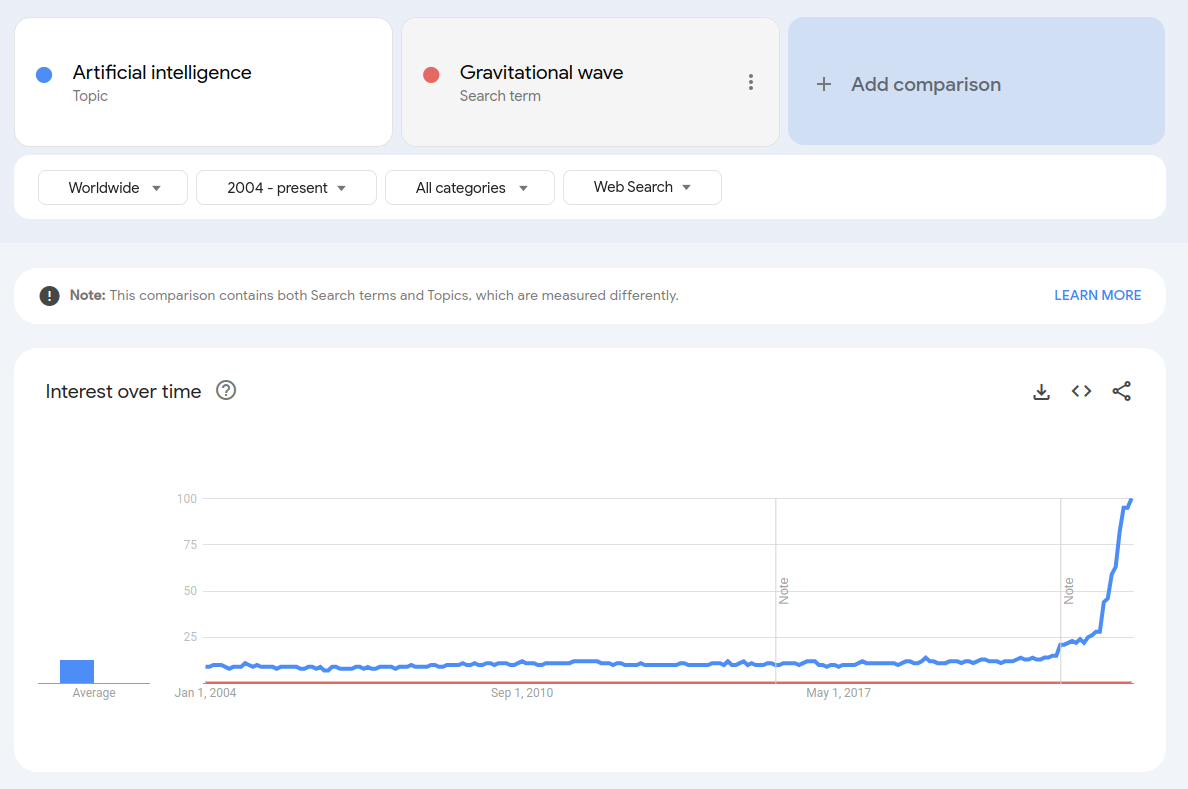 Artificial intelligence
Topic
Gravitational wave
Search term
+ Add comparison
Worldwide
2004 - present
All categories
Web Search
! Note: This comparison contains both Search terms and Topics, which are measured differently.
LEARN MORE
Interest over time ?
100
75
50
25
Note
Note
Average
Jan 1, 2004
Sep 1, 2010
May 1, 2017